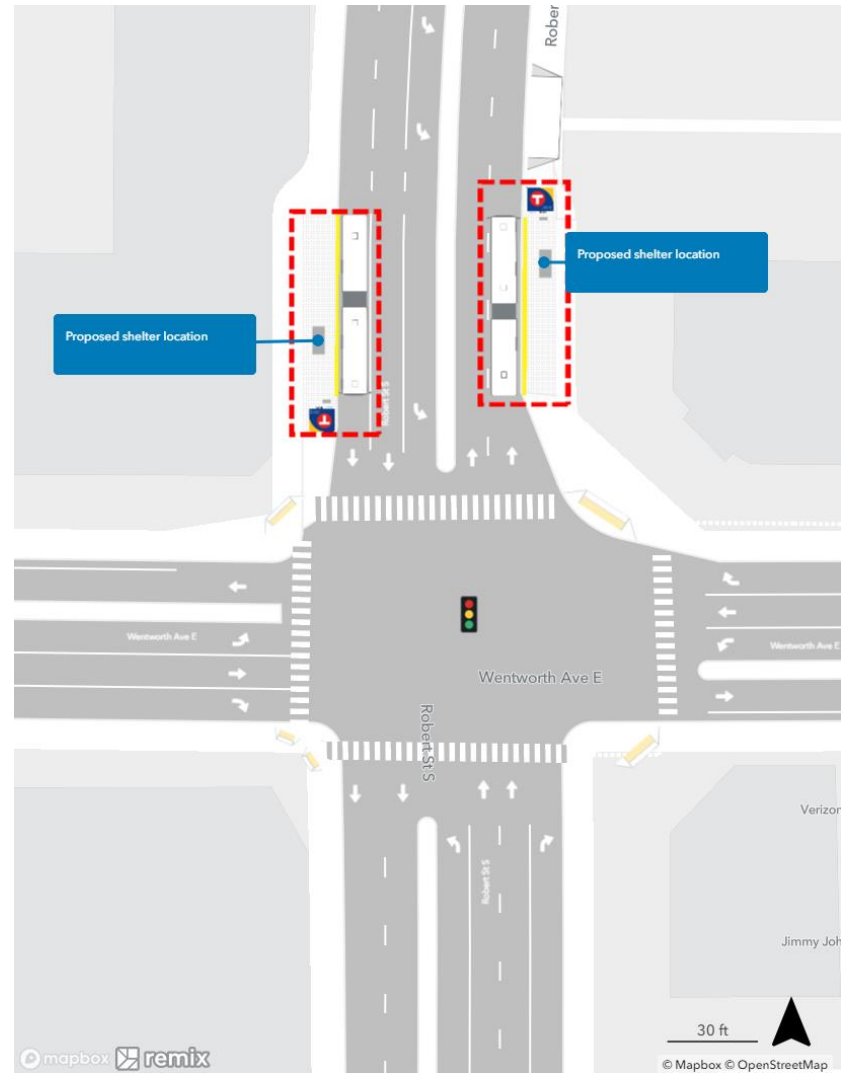 Rober
Proposed shelter location
Proposed shelter location
Robert St S
Wentworth Ave E
Wentworth Ave E
Wentworth Ave E
Robert St S
Robert St S
Verizon
Jimmy Joh
30 ft
mapbox remix
© Mapbox © OpenStreetMap